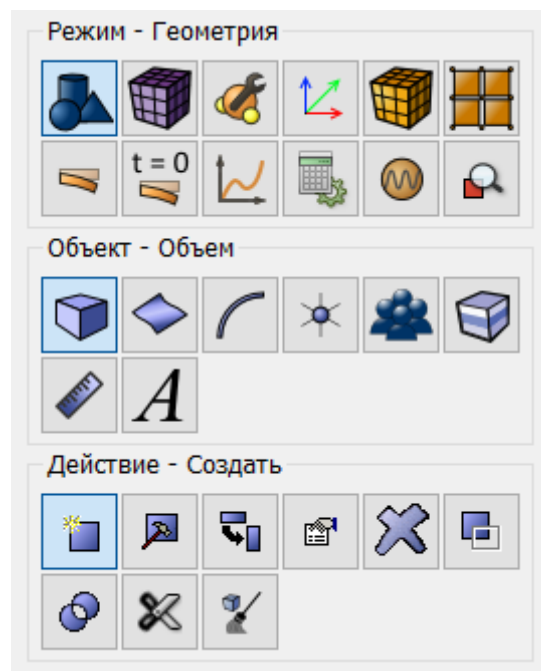 Режим - Геометрия
t = 0
Объект - Объем
A
Действие - Создать